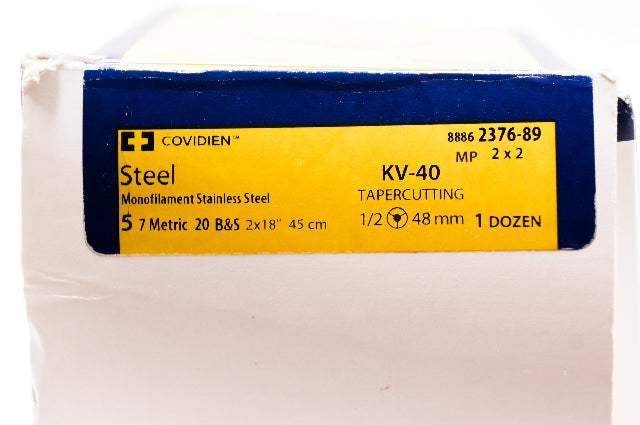 COVIDIEN™
8886 2376-89
MP 2 x 2
Steel
KV-40
Monofilament Stainless Steel
TAPERCUTTING
5 7 Metric 20 B&S 2x18" 45 cm
1/2 48 mm 1 DOZEN